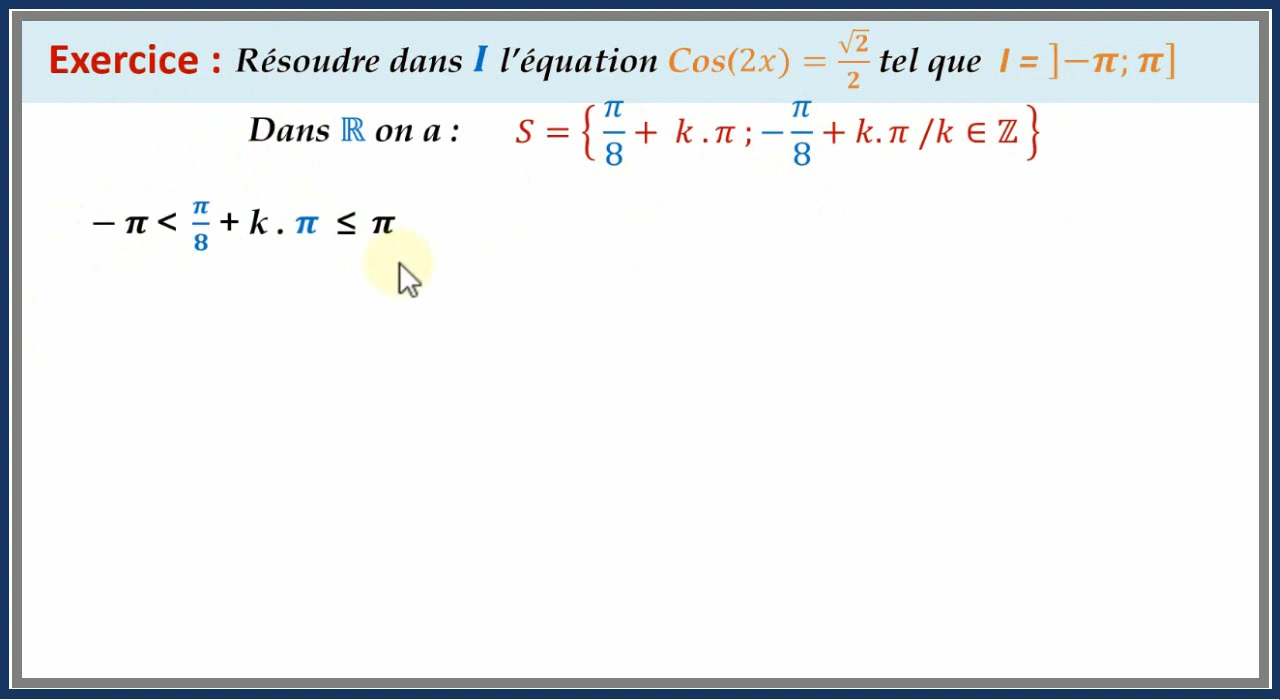 Exercice : Résoudre dans I l'équation Cos(2x) = √2/2 tel que I = ]−π; π]
Dans ℝ on a : S = {π/8 + k .π ; −π/8 + k. π /k ∈ ℤ}
− π < π/8 + k . π ≤ π